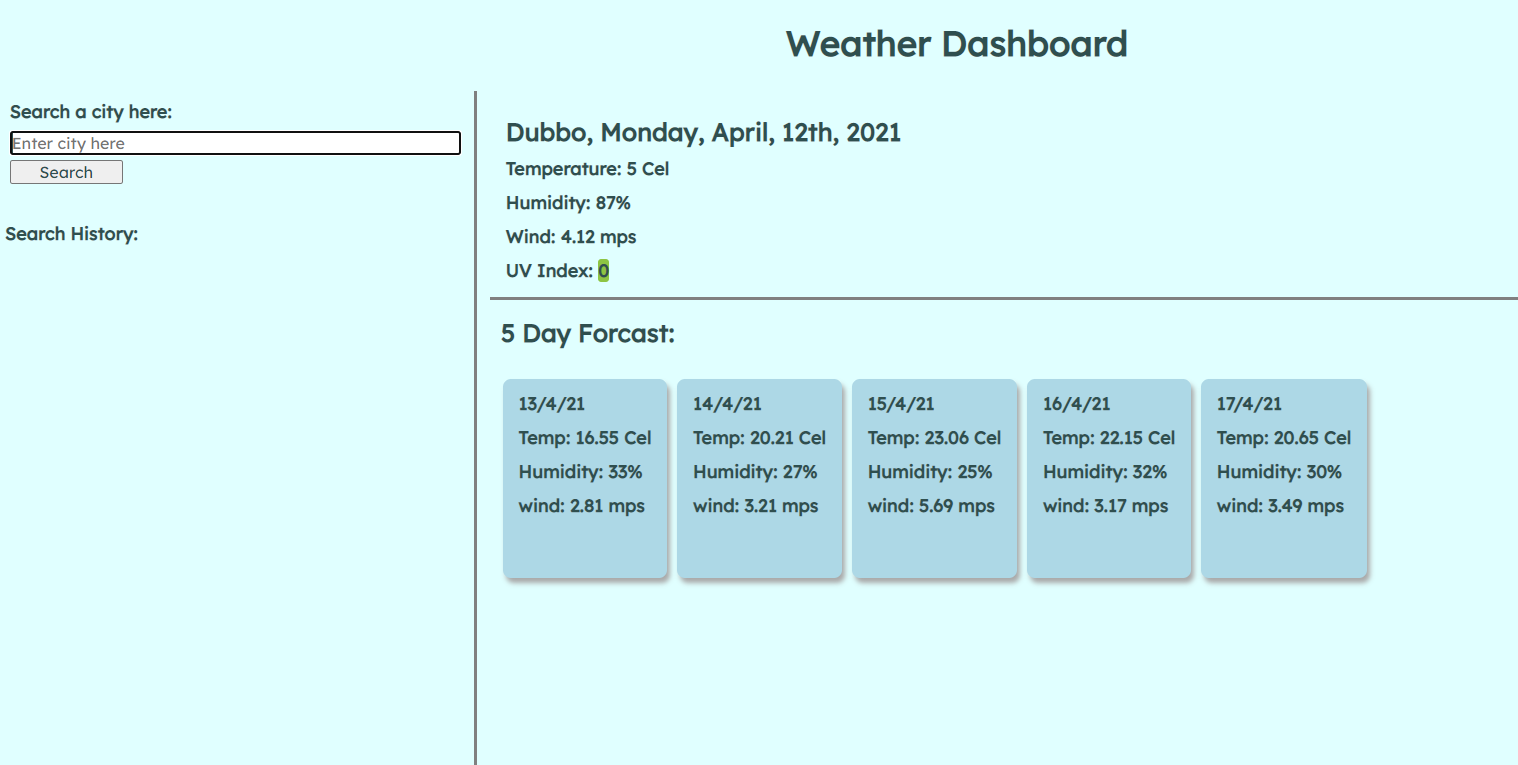 Weather Dashboard
Search a city here:
Enter city here
Search
Search History:
Dubbo, Monday, April, 12th, 2021
Temperature: 5 Cel
Humidity: 87%
Wind: 4.12 mps
UV Index: 0
5 Day Forcast:
13/4/21
Temp: 16.55 Cel
Humidity: 33%
wind: 2.81 mps
14/4/21
Temp: 20.21 Cel
Humidity: 27%
wind: 3.21 mps
15/4/21
Temp: 23.06 Cel
Humidity: 25%
wind: 5.69 mps
16/4/21
Temp: 22.15 Cel
Humidity: 32%
wind: 3.17 mps
17/4/21
Temp: 20.65 Cel
Humidity: 30%
wind: 3.49 mps